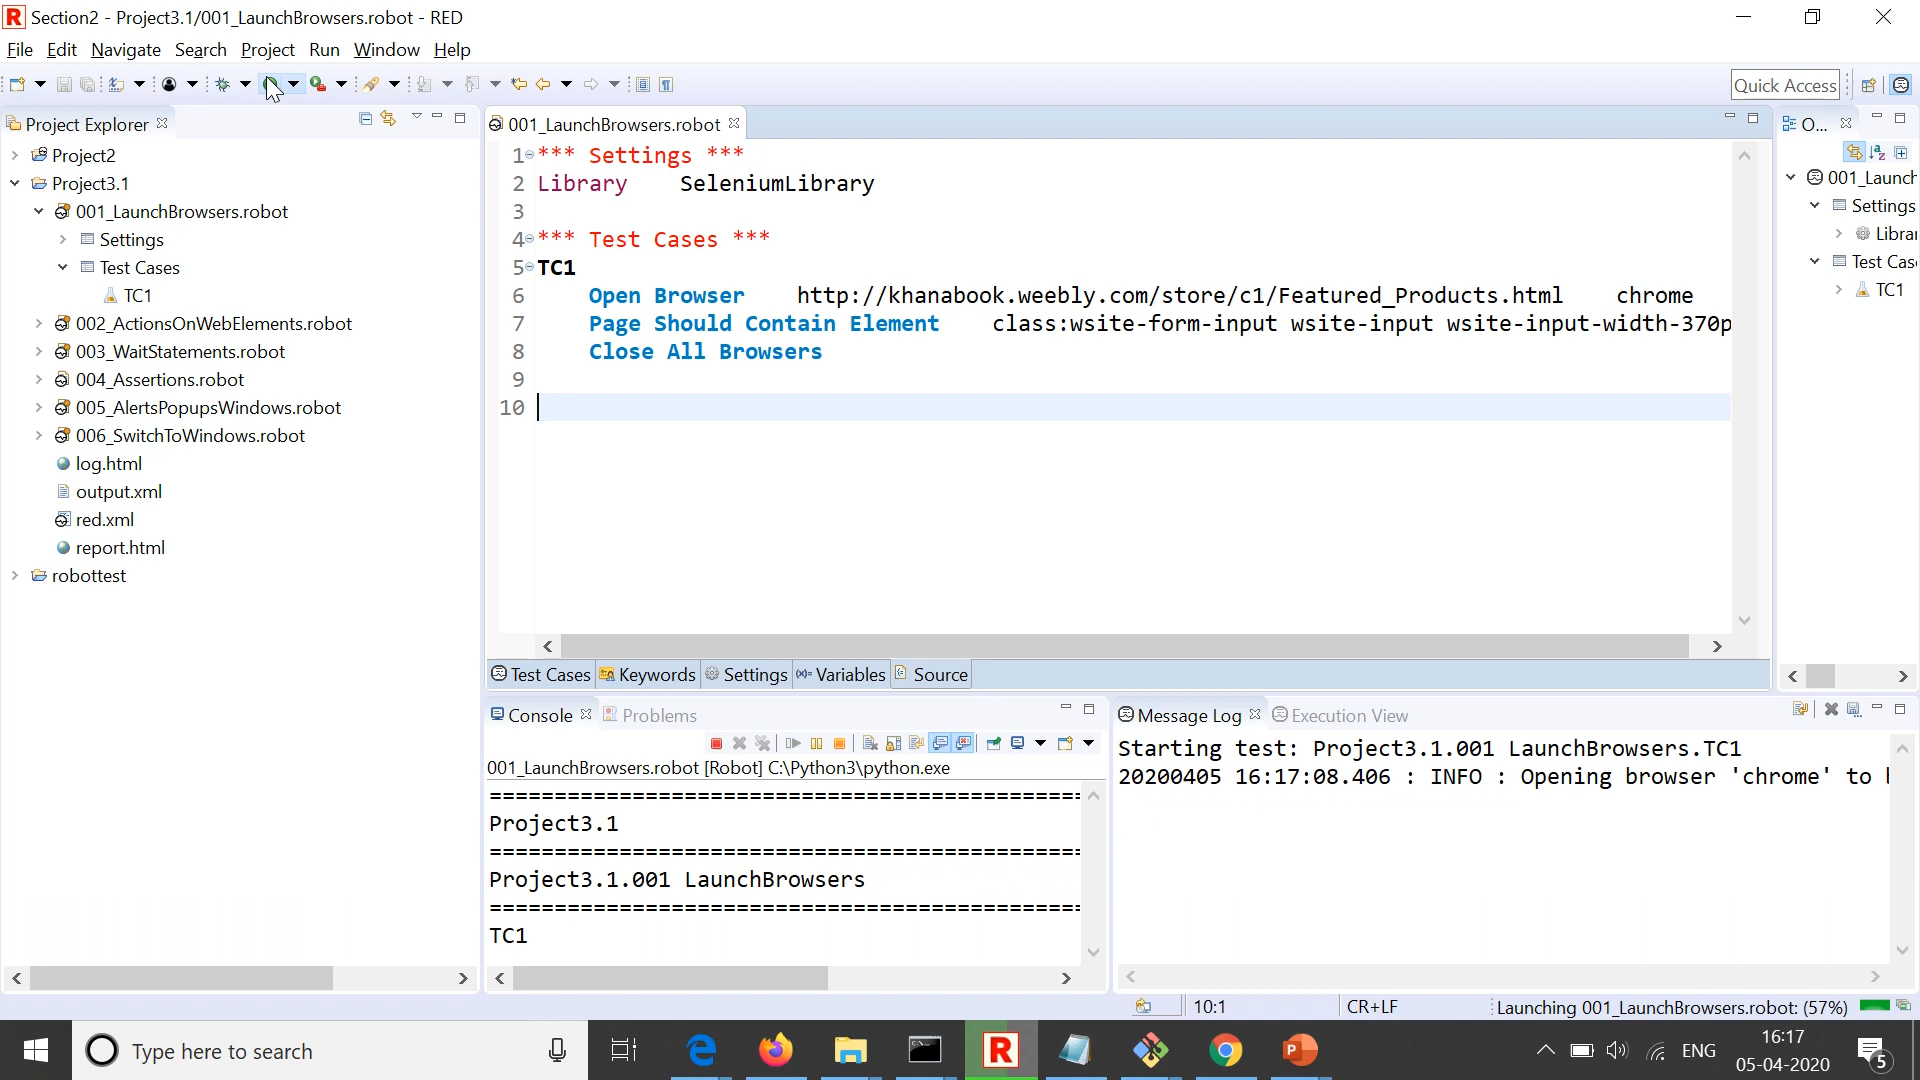 Section2 - Project3.1/001_LaunchBrowsers.robot - RED
File Edit Navigate Search Project Run Window Help
Quick Access
Project Explorer
Project2
Project3.1
001_LaunchBrowsers.robot
Settings
Test Cases
TC1
002_ActionsOnWebElements.robot
003_WaitStatements.robot
004_Assertions.robot
005_AlertsPopupsWindows.robot
006_SwitchToWindows.robot
log.html
output.xml
red.xml
report.html
robottest
001_LaunchBrowsers.robot
1 *** Settings ***
2 Library    SeleniumLibrary
3
4 *** Test Cases ***
5 TC1
6     Open Browser    http://khanabook.weebly.com/store/c1/Featured_Products.html    chrome
7     Page Should Contain Element    class:wsite-form-input wsite-input wsite-input-width-370p
8     Close All Browsers
9
10
Test Cases Keywords Settings Variables Source
O...
001_Launch
Settings
Librar
Test Cas
TC1
Console Problems
001_LaunchBrowsers.robot [Robot] C:\Python3\python.exe
==============================================
Project3.1
==============================================
Project3.1.001 LaunchBrowsers
==============================================
TC1
Message Log Execution View
Starting test: Project3.1.001 LaunchBrowsers.TC1
20200405 16:17:08.406 : INFO : Opening browser 'chrome' to
10:1 CR+LF Launching 001_LaunchBrowsers.robot: (57%)
Type here to search
ENG
16:17
05-04-2020
5